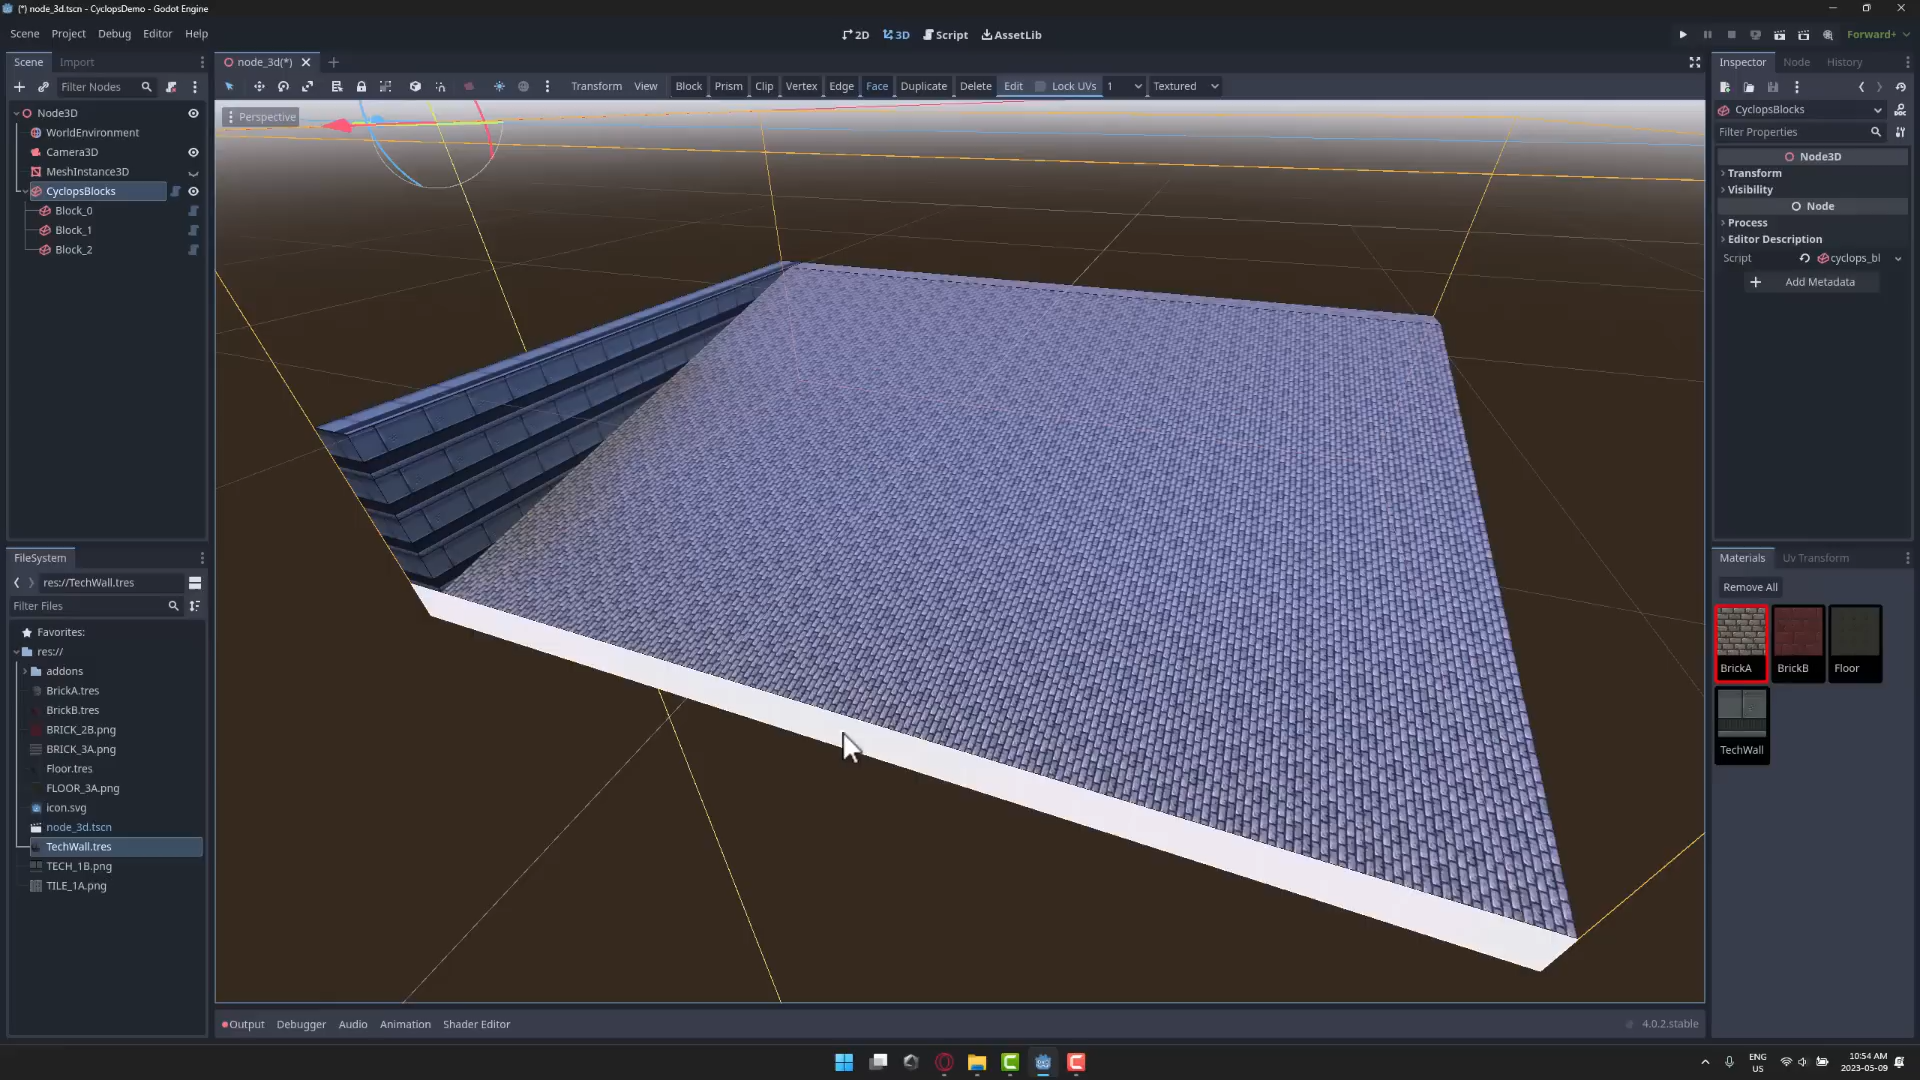 (*) node_3d.tscn - CyclopsDemo - Godot Engine
Scene Project Debug Editor Help
2D 3D Script AssetLib
Forward+
Scene Import
node_3d(*)
Inspector Node History
Filter Nodes
Transform View Block Prism Clip Vertex Edge Face Duplicate Delete Edit Lock UVs 1 Textured
Node3D
WorldEnvironment
Camera3D
MeshInstance3D
CyclopsBlocks
Block_0
Block_1
Block_2
Perspective
CyclopsBlocks
DOC
Filter Properties
Node3D
Transform
Visibility
Node
Process
Editor Description
Script cyclops_bl
Add Metadata
FileSystem
res://TechWall.tres
Filter Files
Favorites:
res://
addons
BrickA.tres
BrickB.tres
BRICK_2B.png
BRICK_3A.png
Floor.tres
FLOOR_3A.png
icon.svg
node_3d.tscn
TechWall.tres
TECH_1B.png
TILE_1A.png
Materials Uv Transform
Remove All
BrickA BrickB Floor
TechWall
Output Debugger Audio Animation Shader Editor
4.0.2.stable
ENG
US
10:54 AM
2023-05-09